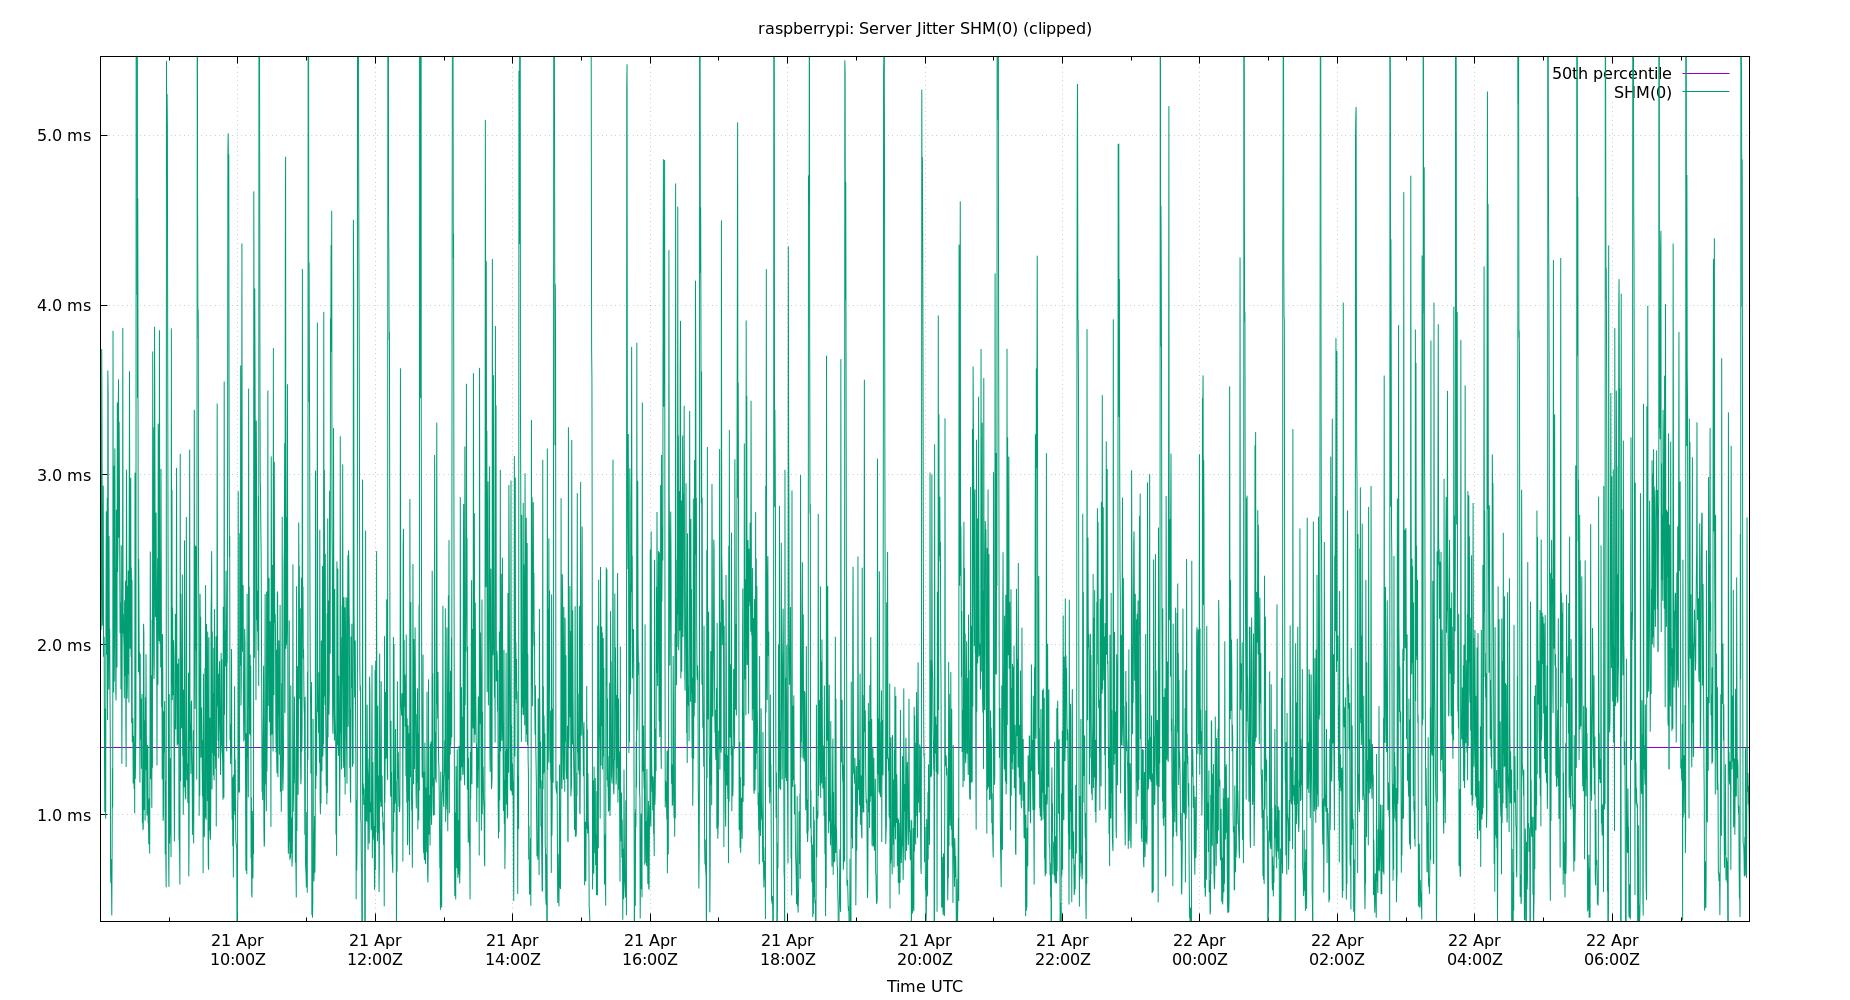 raspberrypi: Server Jitter SHM(0) (clipped)
50th percentile
SHM(0)
5.0 ms
4.0 ms
3.0 ms
2.0 ms
1.0 ms
21 Apr 21 Apr 21 Apr 21 Apr 21 Apr 21 Apr 21 Apr 22 Apr 22 Apr 22 Apr 22 Apr
10:00Z 12:00Z 14:00Z 16:00Z 18:00Z 20:00Z 22:00Z 00:00Z 02:00Z 04:00Z 06:00Z
Time UTC